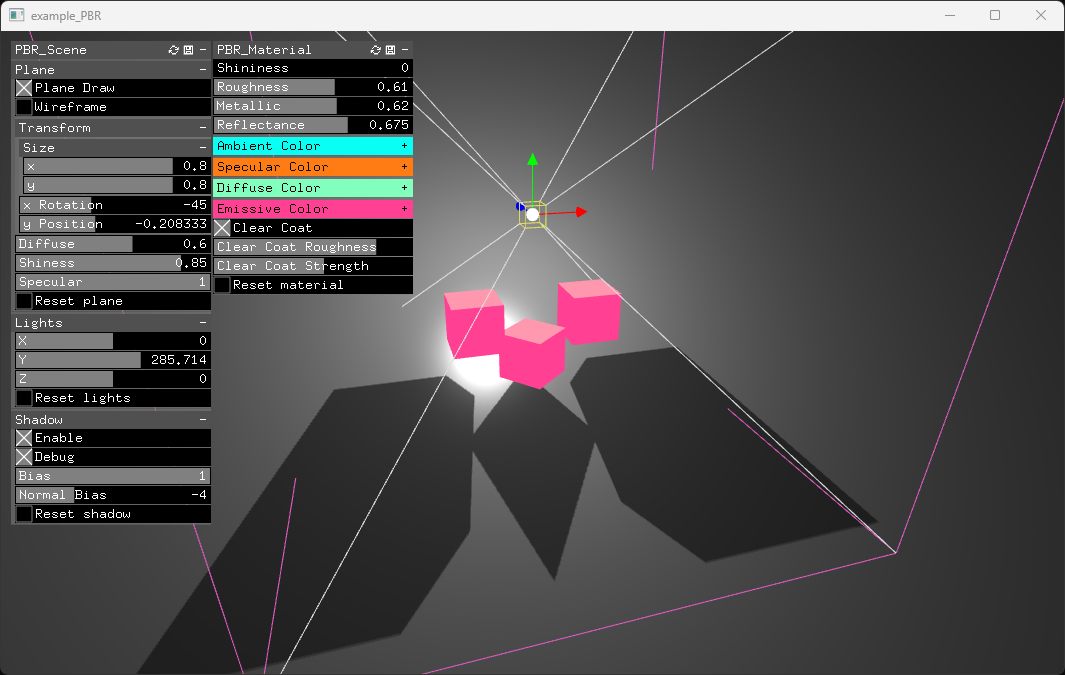 example_PBR
PBR_Scene
Plane
Plane Draw
Wireframe
Transform
Size
x 0.8
y 0.8
x Rotation -45
y Position -0.208333
Diffuse 0.6
Shiness 0.85
Specular 1
Reset plane
Lights
X 0
Y 285.714
Z 0
Reset lights
Shadow
Enable
Debug
Bias 1
Normal Bias -4
Reset shadow
PBR_Material
Shininess 0
Roughness 0.61
Metallic 0.62
Reflectance 0.675
Ambient Color +
Specular Color +
Diffuse Color +
Emissive Color +
Clear Coat
Clear Coat Roughness
Clear Coat Strength
Reset material